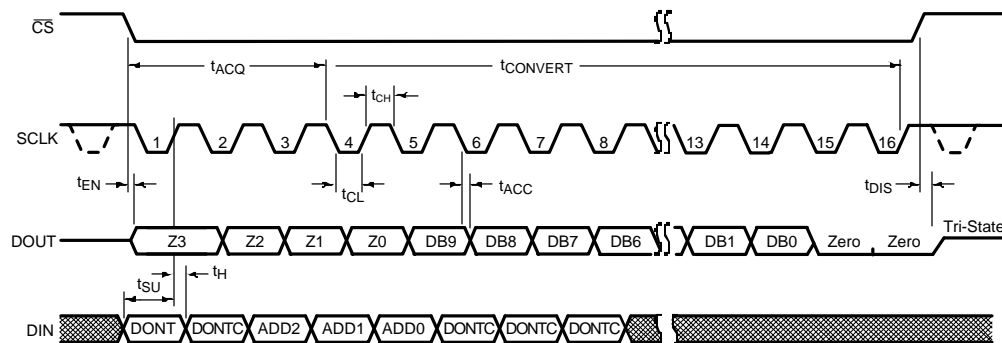 CS
tACQ
tCONVERT
tCH
SCLK
1 2 3 4 5 6 7 8 13 14 15 16
tEN
tCL
tACC
tDIS
Tri-State
DOUT
Z3 Z2 Z1 Z0 DB9 DB8 DB7 DB6 DB1 DB0 Zero Zero
tSU
tH
DIN
DONT DONTC ADD2 ADD1 ADD0 DONTC DONTC DONTC